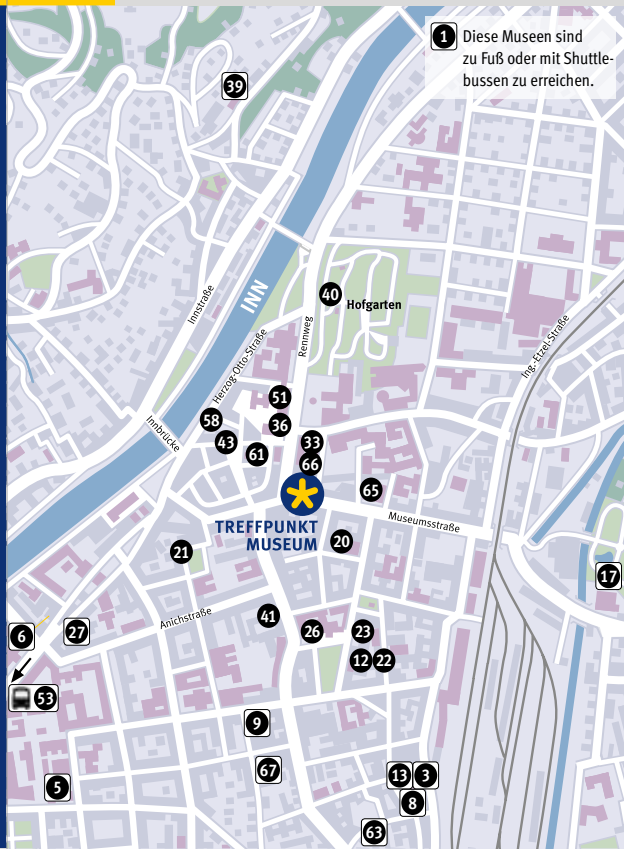 1 Diese Museen sind
zu Fuß oder mit Shuttle-
bussen zu erreichen.
39
Innstraße
INN
40
Hofgarten
Rennweg
Ing.-Etzel-Straße
Herzog-Otto-Straße
51
58
36
Innbrücke
43
33
61
66
65
TREFFPUNKT
MUSEUM
Museumsstraße
20
21
17
Anichstraße
41
6
27
26
23
12
22
53
9
67
13
3
5
8
63